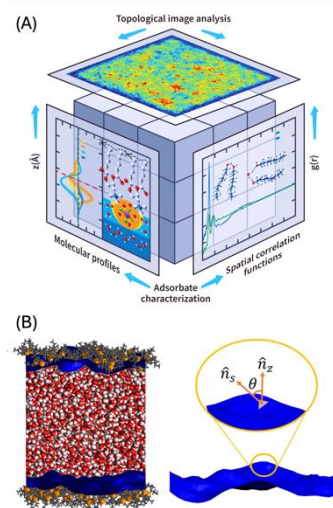 (A)
Topological image analysis
z(Å)
g(r)
Molecular profiles
Spatial correlation
functions
Adsorbate
characterization
(B)
n̂s
θ
n̂z